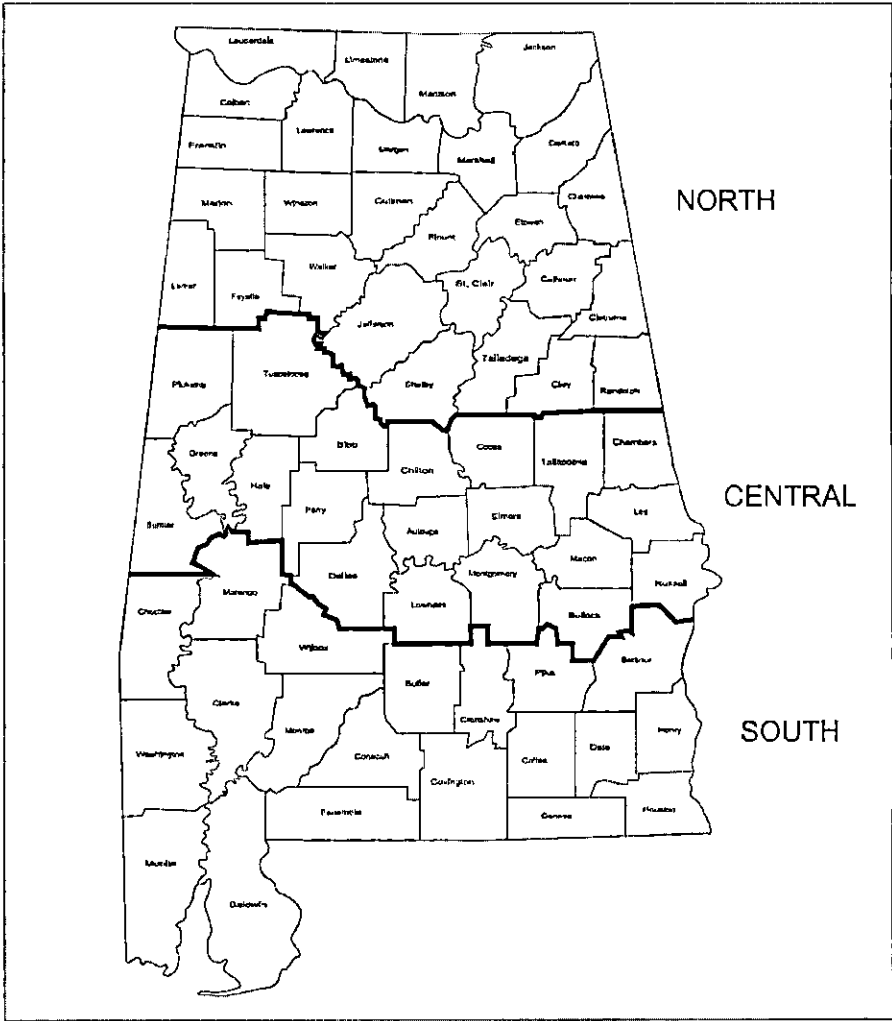 Lauderdale
Limestone
Madison
Jackson
Colbert
Lawrence
Franklin
Morgan
Marshall
DeKalb
Cherokee
NORTH
Marion
Winston
Cullman
Blount
Etowah
Walker
St. Clair
Calhoun
Lamar
Fayette
Jefferson
Cleburne
Talladega
Tuscaloosa
Pickens
Shelby
Clay
Randolph
Greene
Bibb
Coosa
Tallapoosa
Chambers
Hale
Chilton
CENTRAL
Perry
Elmore
Lee
Sumter
Autauga
Macon
Dallas
Montgomery
Russell
Marengo
Lowndes
Bullock
Choctaw
Wilcox
Barbour
Pike
Butler
Crenshaw
Clarke
Monroe
SOUTH
Henry
Washington
Conecuh
Coffee
Dale
Covington
Escambia
Geneva
Houston
Mobile
Baldwin